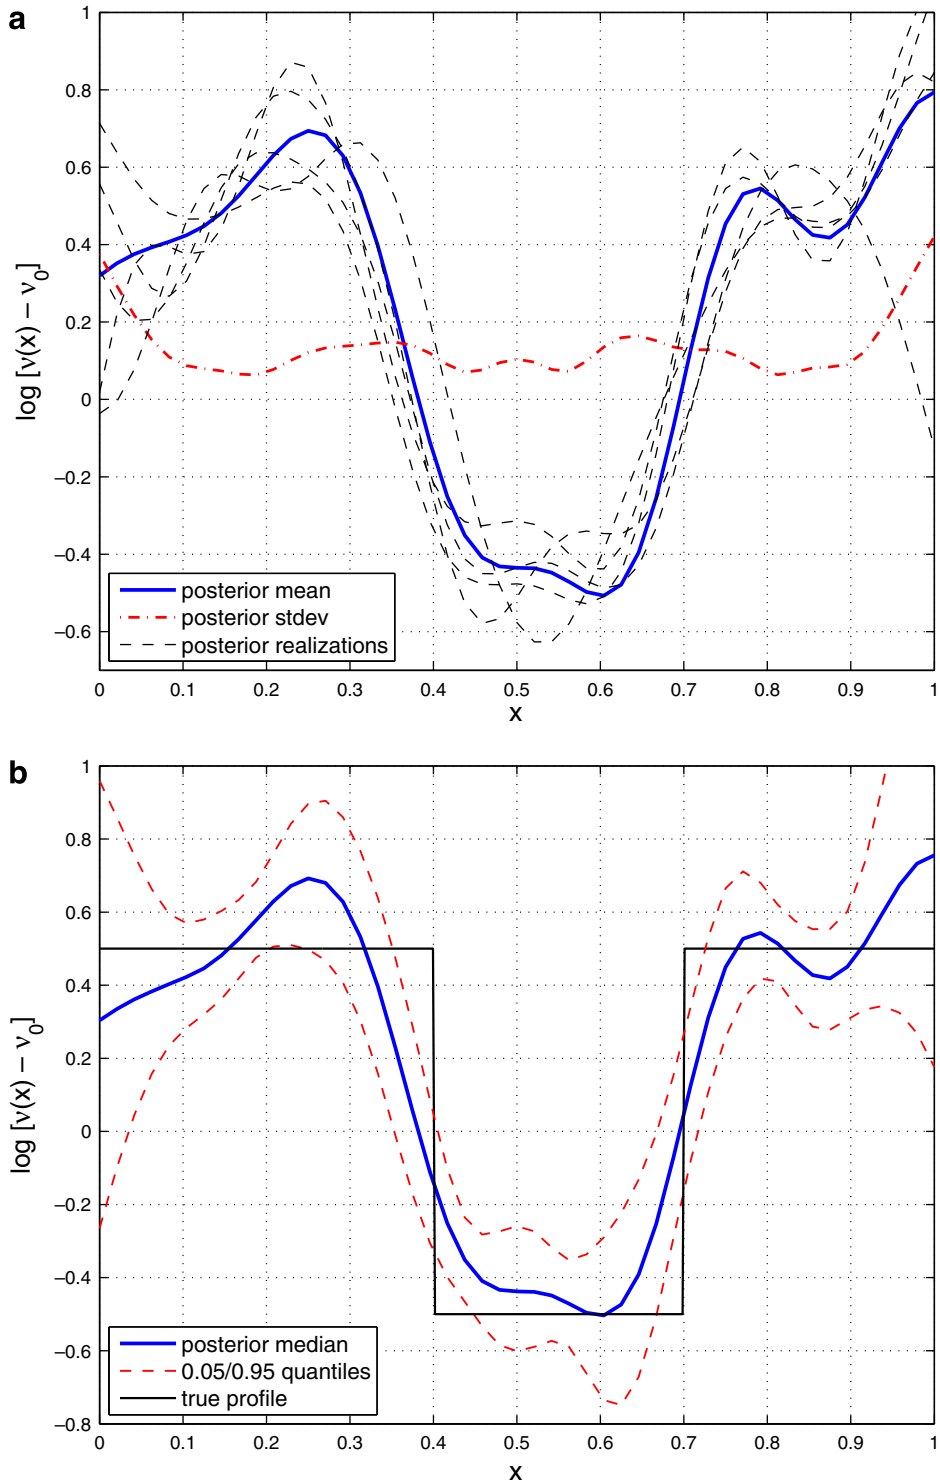 a
1
0.8
0.6
0.4
0.2
0
−0.2
−0.4
−0.6
log [ν(x) − ν0]
posterior mean
posterior stdev
posterior realizations
0 0.1 0.2 0.3 0.4 0.5 0.6 0.7 0.8 0.9 1
x
b
1
0.8
0.6
0.4
0.2
0
−0.2
−0.4
−0.6
−0.8
log [ν(x) − ν0]
posterior median
0.05/0.95 quantiles
true profile
0 0.1 0.2 0.3 0.4 0.5 0.6 0.7 0.8 0.9 1
x